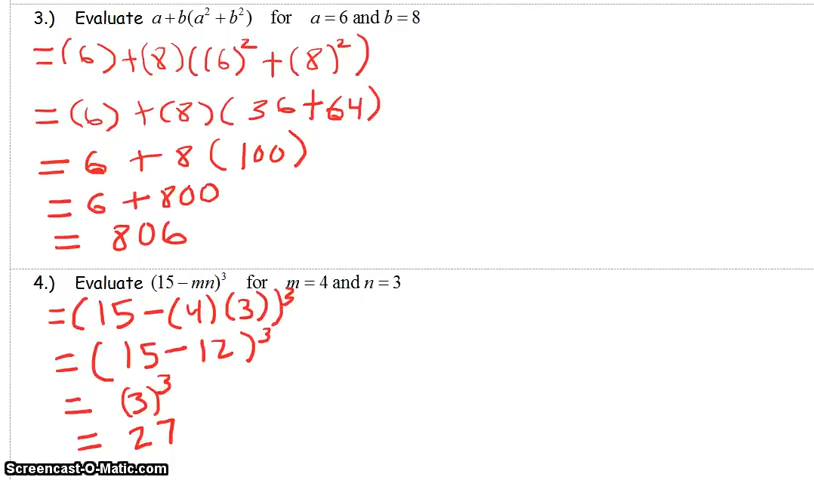 3.) Evaluate a + b(a² + b²) for a = 6 and b = 8
= (6) + (8)((6)² + (8)²)
= (6) + (8)(36 + 64)
= 6 + 8(100)
= 6 + 800
= 806
4.) Evaluate (15 − mn)³ for m = 4 and n = 3
= (15 − (4)(3))³
= (15 − 12)³
= (3)³
= 27
Screencast-O-Matic.com